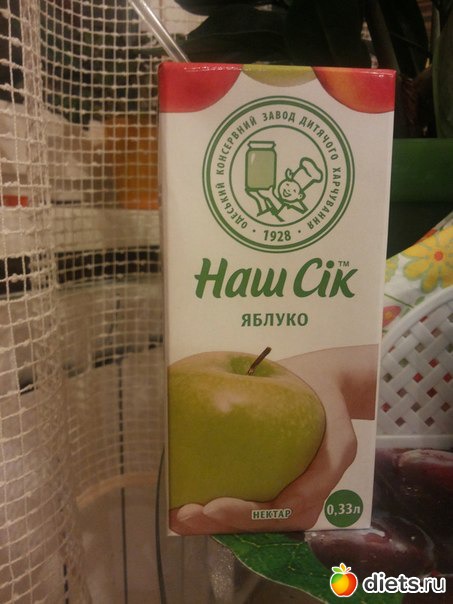 ОДЕСЬКИЙ КОНСЕРВНИЙ ЗАВОД ДИТЯЧОГО ХАРЧУВАННЯ
· 1928 ·
Наш Сік™
ЯБЛУКО
НЕКТАР
0,33л
diets.ru